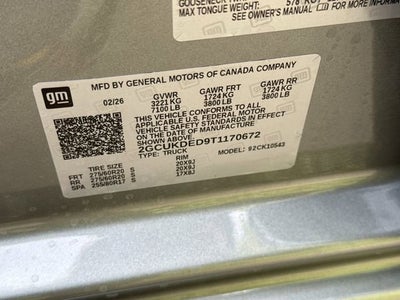 GOOSENECK
MAX TONGUE WEIGHT: 578
SEE OWNER'S MANUAL gm
gm MFD BY GENERAL MOTORS OF CANADA COMPANY
02/26 GVWR GAWR FRT GAWR RR
3221 KG 1724 KG 1724 KG
7100 LB 3800 LB 3800 LB
THIS VEHICLE CONFORMS TO ALL APPLICABLE
U.S. FEDERAL MOTOR VEHICLE SAFETY
STANDARDS IN EFFECT ON THE DATE OF
MANUFACTURE SHOWN ABOVE.
2GCUKDED9T1170672
TYPE: TRUCK MODEL: 92CK10543
TIRE SIZE RIM
FRT 275/60R20 S 20X9J
RR 275/60R20 S 20X9J
SPA 255/80R17 S 17X8J